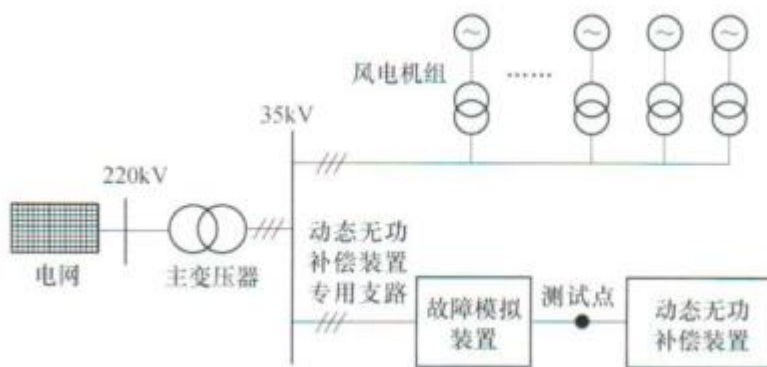 风电机组
······
35kV
220kV
电网
主变压器
动态无功
补偿装置
专用支路
故障模拟
装置
测试点
动态无功
补偿装置